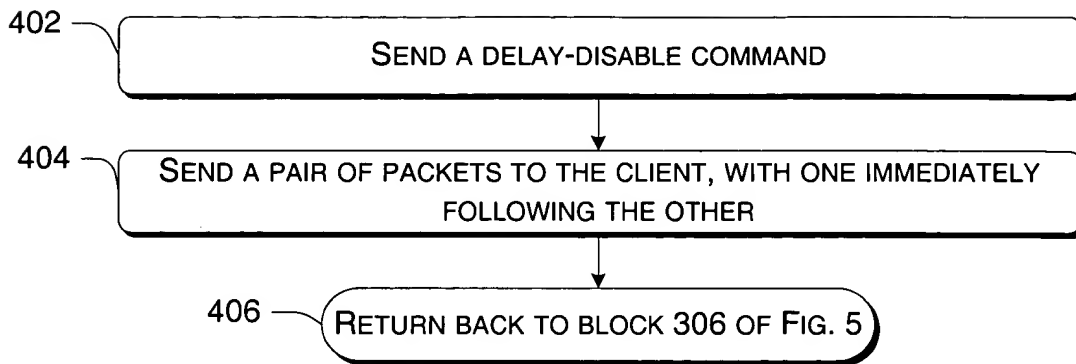 402
SEND A DELAY-DISABLE COMMAND
404
SEND A PAIR OF PACKETS TO THE CLIENT, WITH ONE IMMEDIATELY
FOLLOWING THE OTHER
406
RETURN BACK TO BLOCK 306 OF FIG. 5